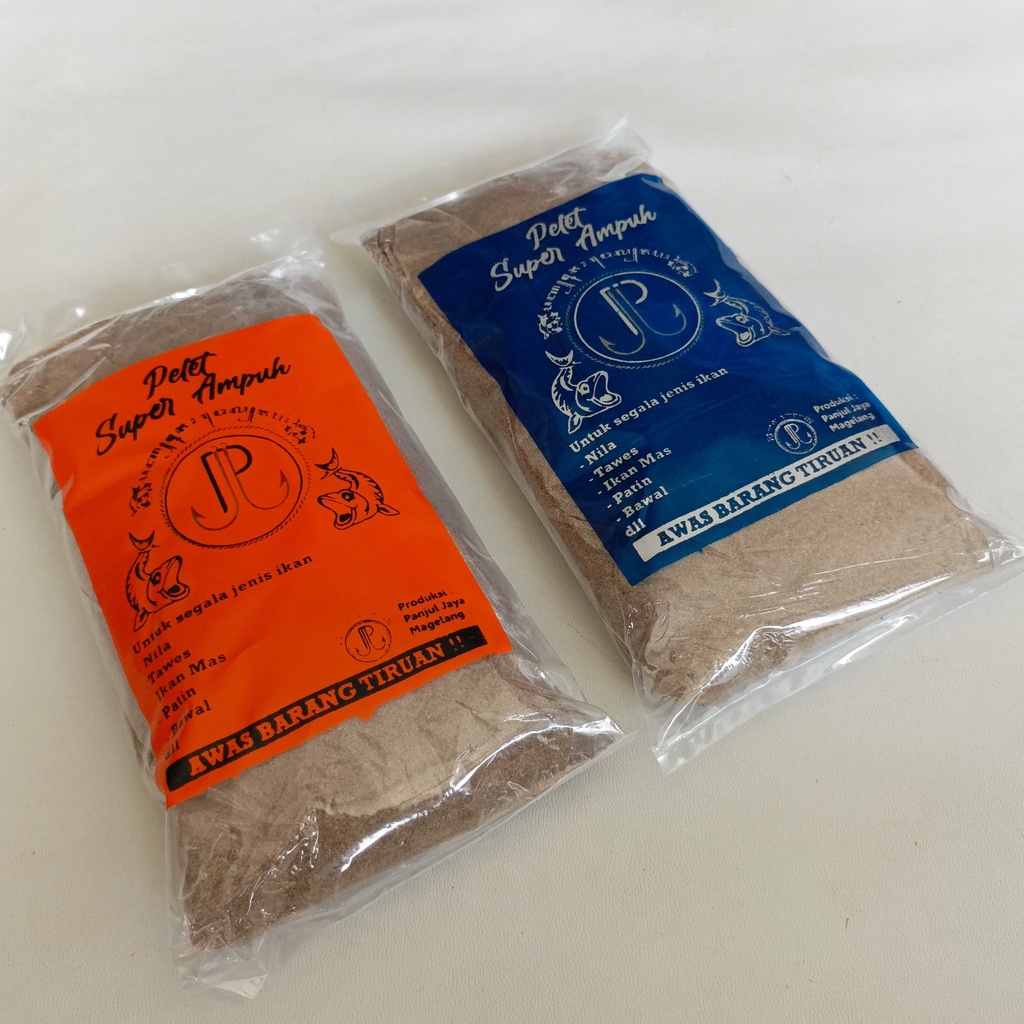 Pelet
Super Ampuh
JP
Untuk segala jenis ikan
- Nila
- Tawes
- Ikan Mas
- Patin
- Bawal
dll
Produksi :
Panjul Jaya
Magelang
AWAS BARANG TIRUAN !!
Pelet
Super Ampuh
JP
Untuk segala jenis ikan
- Nila
- Tawes
- Ikan Mas
- Patin
- Bawal
dll
Produksi :
Panjul Jaya
Magelang
AWAS BARANG TIRUAN !!